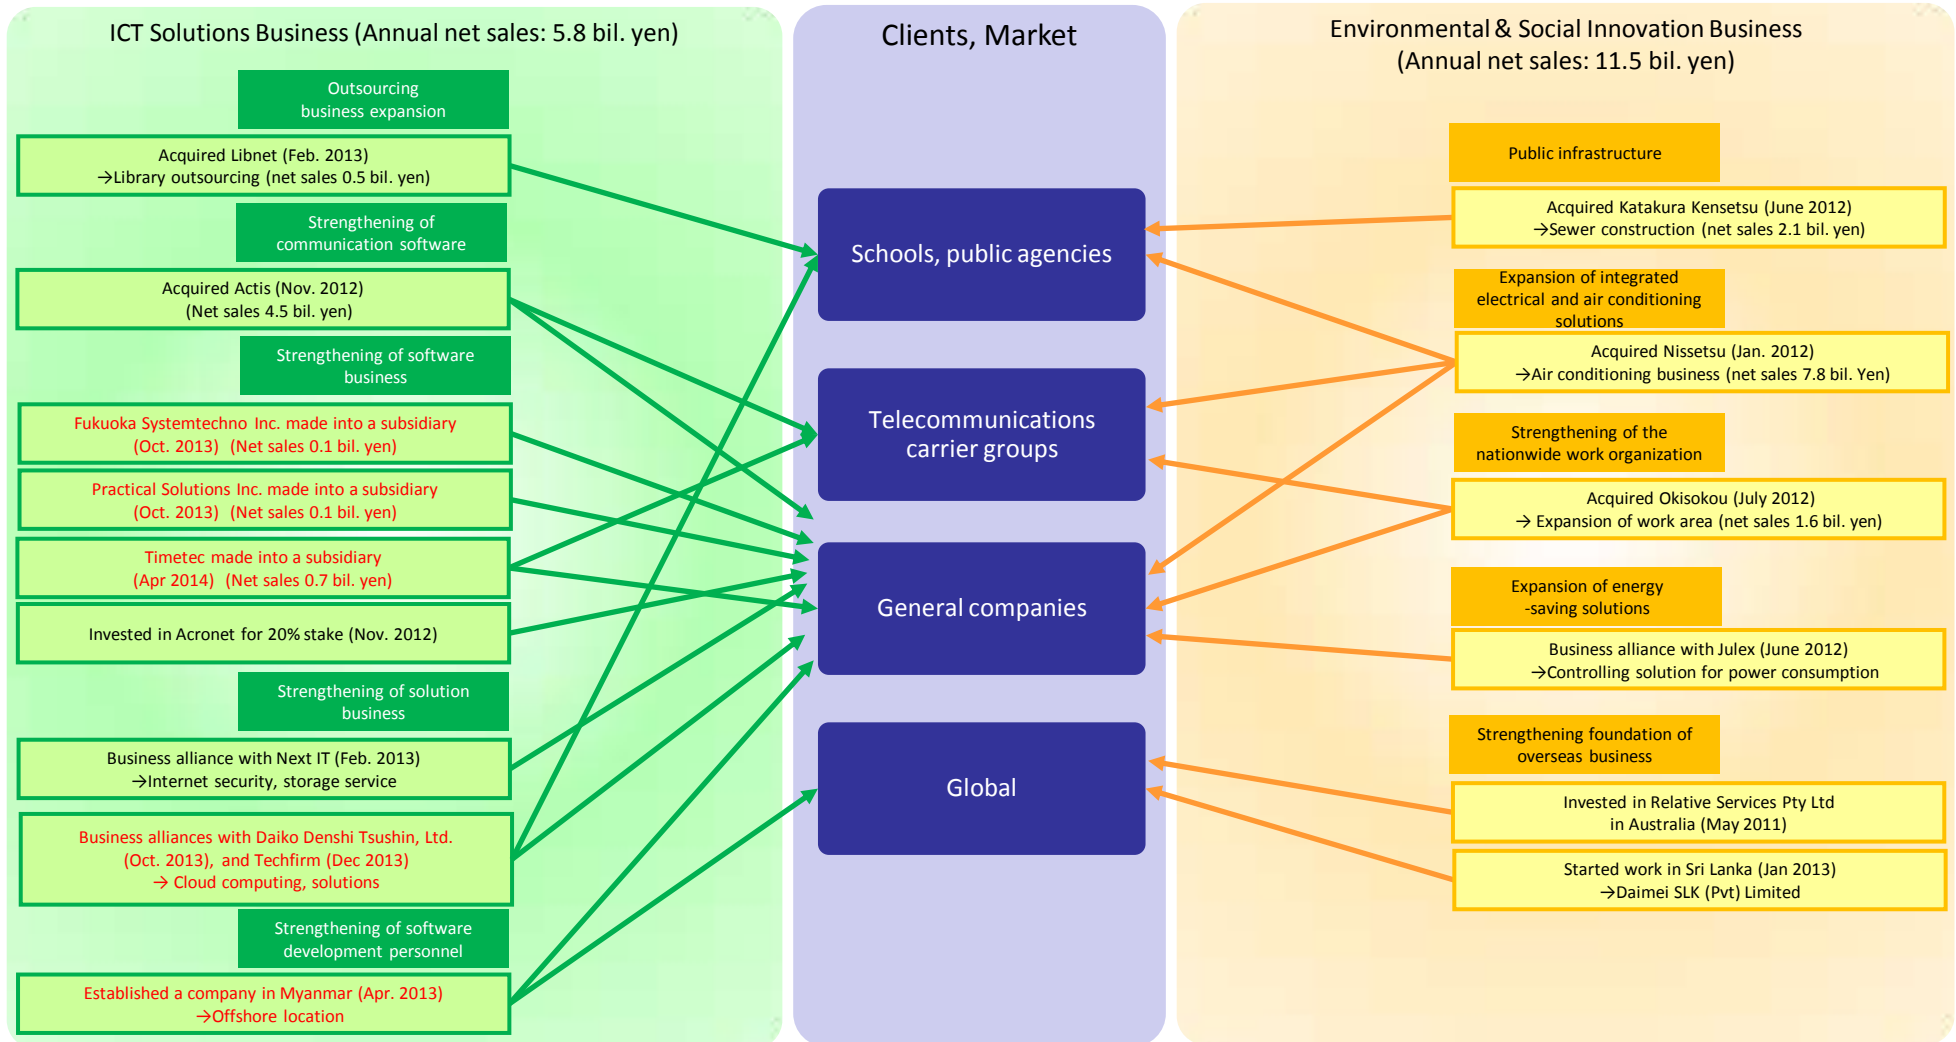 ICT Solutions Business (Annual net sales: 5.8 bil. yen)
Outsourcing
business expansion
Acquired Libnet (Feb. 2013)
→Library outsourcing (net sales 0.5 bil. yen)
Strengthening of
communication software
Acquired Actis (Nov. 2012)
(Net sales 4.5 bil. yen)
Strengthening of software
business
Fukuoka Systemtechno Inc. made into a subsidiary
(Oct. 2013) (Net sales 0.1 bil. yen)
Practical Solutions Inc. made into a subsidiary
(Oct. 2013) (Net sales 0.1 bil. yen)
Timetec made into a subsidiary
(Apr 2014) (Net sales 0.7 bil. yen)
Invested in Acronet for 20% stake (Nov. 2012)
Strengthening of solution
business
Business alliance with Next IT (Feb. 2013)
→Internet security, storage service
Business alliances with Daiko Denshi Tsushin, Ltd.
(Oct. 2013), and Techfirm (Dec 2013)
→ Cloud computing, solutions
Strengthening of software
development personnel
Established a company in Myanmar (Apr. 2013)
→Offshore location
Clients, Market
Schools, public agencies
Telecommunications
carrier groups
General companies
Global
Environmental & Social Innovation Business
(Annual net sales: 11.5 bil. yen)
Public infrastructure
Acquired Katakura Kensetsu (June 2012)
→Sewer construction (net sales 2.1 bil. yen)
Expansion of integrated
electrical and air conditioning
solutions
Acquired Nissetsu (Jan. 2012)
→Air conditioning business (net sales 7.8 bil. Yen)
Strengthening of the
nationwide work organization
Acquired Okisokou (July 2012)
→ Expansion of work area (net sales 1.6 bil. yen)
Expansion of energy
-saving solutions
Business alliance with Julex (June 2012)
→Controlling solution for power consumption
Strengthening foundation of
overseas business
Invested in Relative Services Pty Ltd
in Australia (May 2011)
Started work in Sri Lanka (Jan 2013)
→Daimei SLK (Pvt) Limited